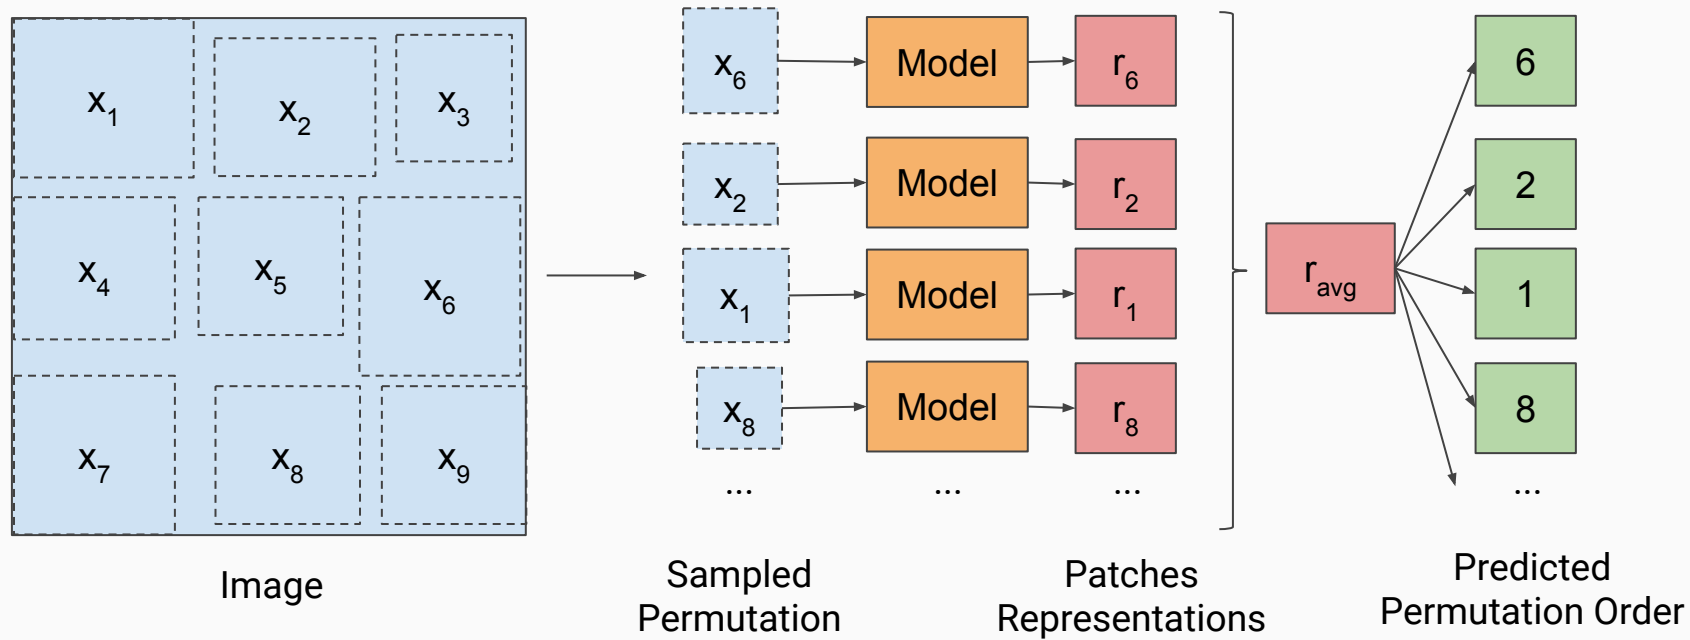 x1 x2 x3
x4 x5 x6
x7 x8 x9
Image
x6 Model r6
x2 Model r2
x1 Model r1
x8 Model r8
... ... ...
Sampled
Permutation
Patches
Representations
ravg
6
2
1
8
...
Predicted
Permutation Order